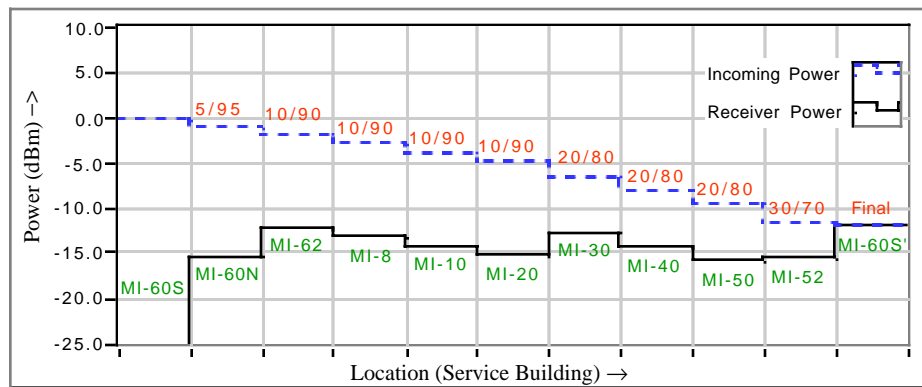 10.0
5.0
0.0
-5.0
-10.0
-15.0
-20.0
-25.0
Power (dBm) –>
Incoming Power
Receiver Power
5/95
10/90
10/90
10/90
10/90
20/80
20/80
20/80
30/70
Final
MI-60S
MI-60N
MI-62
MI-8
MI-10
MI-20
MI-30
MI-40
MI-50
MI-52
MI-60S'
Location (Service Building) →